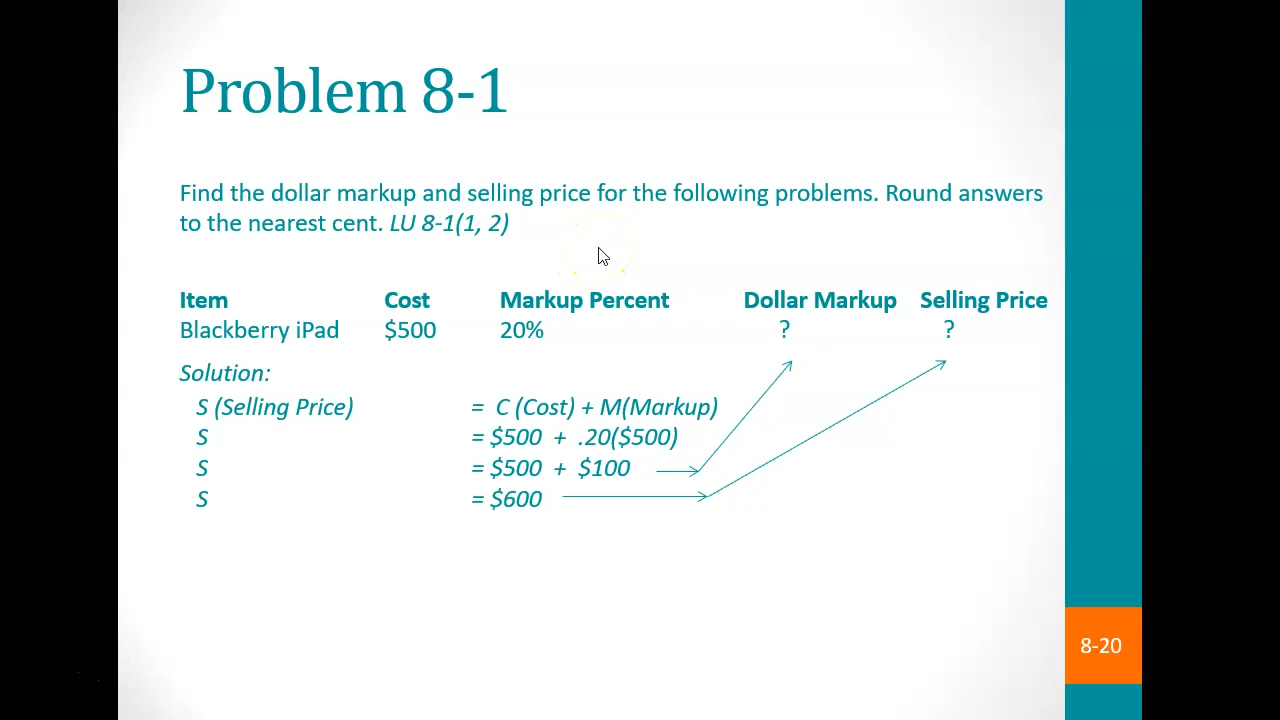 Problem 8-1
Find the dollar markup and selling price for the following problems. Round answers
to the nearest cent. LU 8-1(1, 2)
Item Cost Markup Percent Dollar Markup Selling Price
Blackberry iPad $500 20% ? ?
Solution:
S (Selling Price) = C (Cost) + M(Markup)
S = $500 + .20($500)
S = $500 + $100
S = $600
8-20